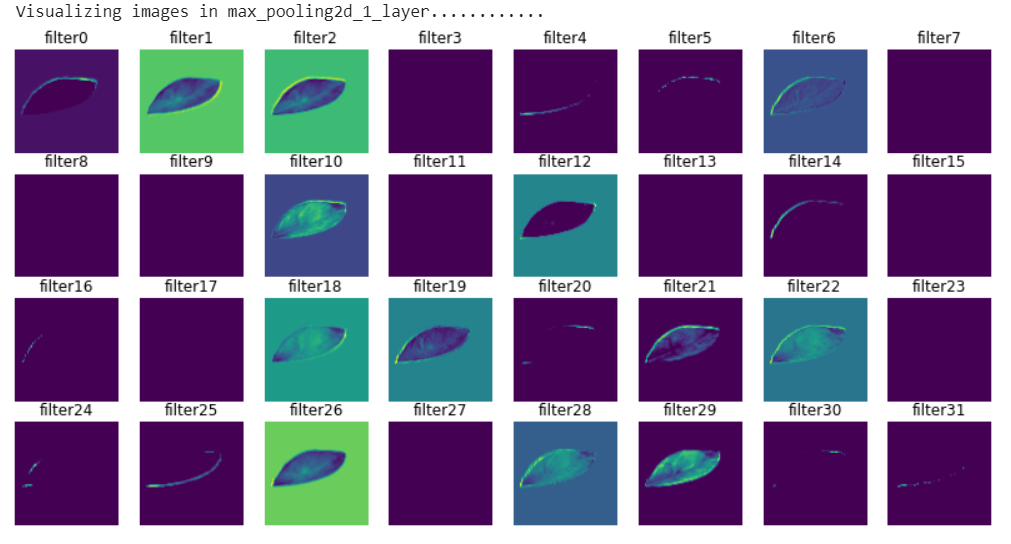 Visualizing images in max_pooling2d_1_layer............
filter0 filter1 filter2 filter3 filter4 filter5 filter6 filter7
filter8 filter9 filter10 filter11 filter12 filter13 filter14 filter15
filter16 filter17 filter18 filter19 filter20 filter21 filter22 filter23
filter24 filter25 filter26 filter27 filter28 filter29 filter30 filter31